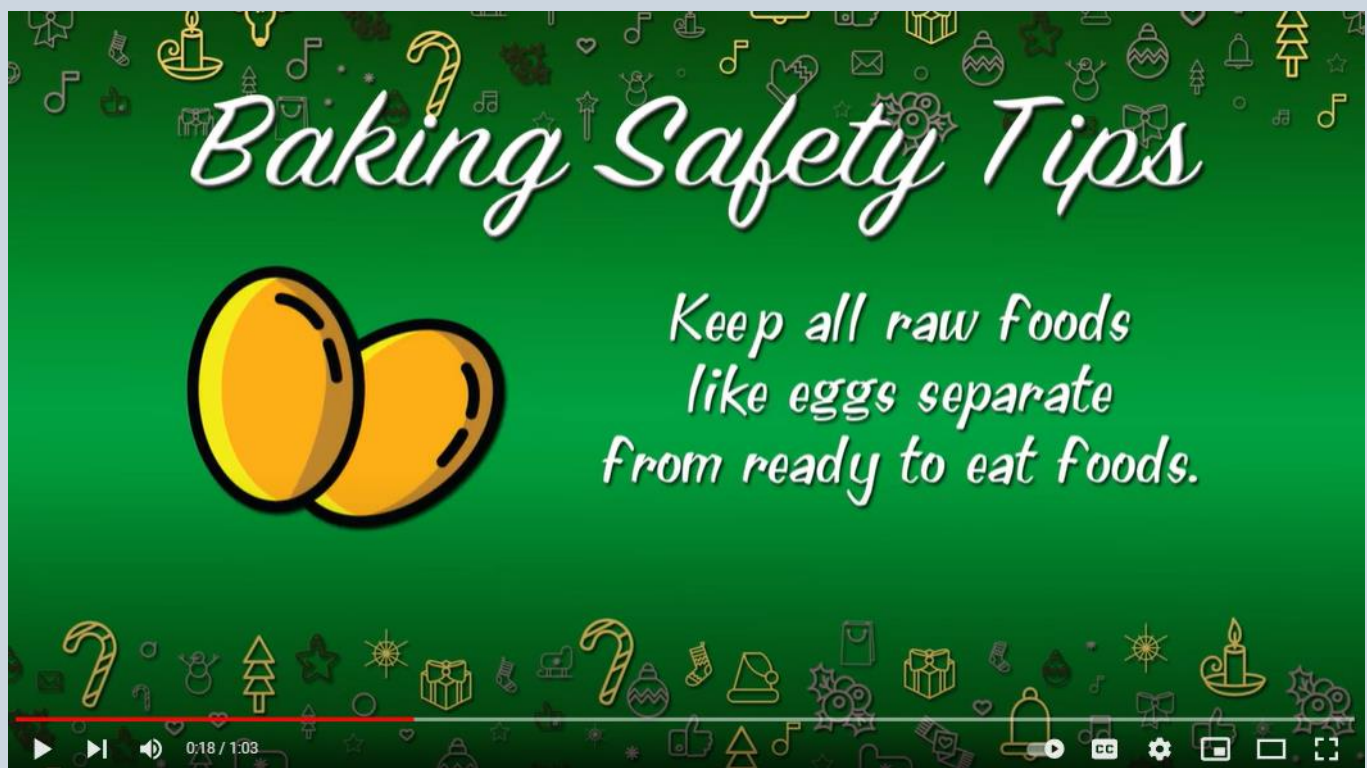 Baking Safety Tips
Keep all raw foods
like eggs separate
from ready to eat foods.
0:18 / 1:03
CC